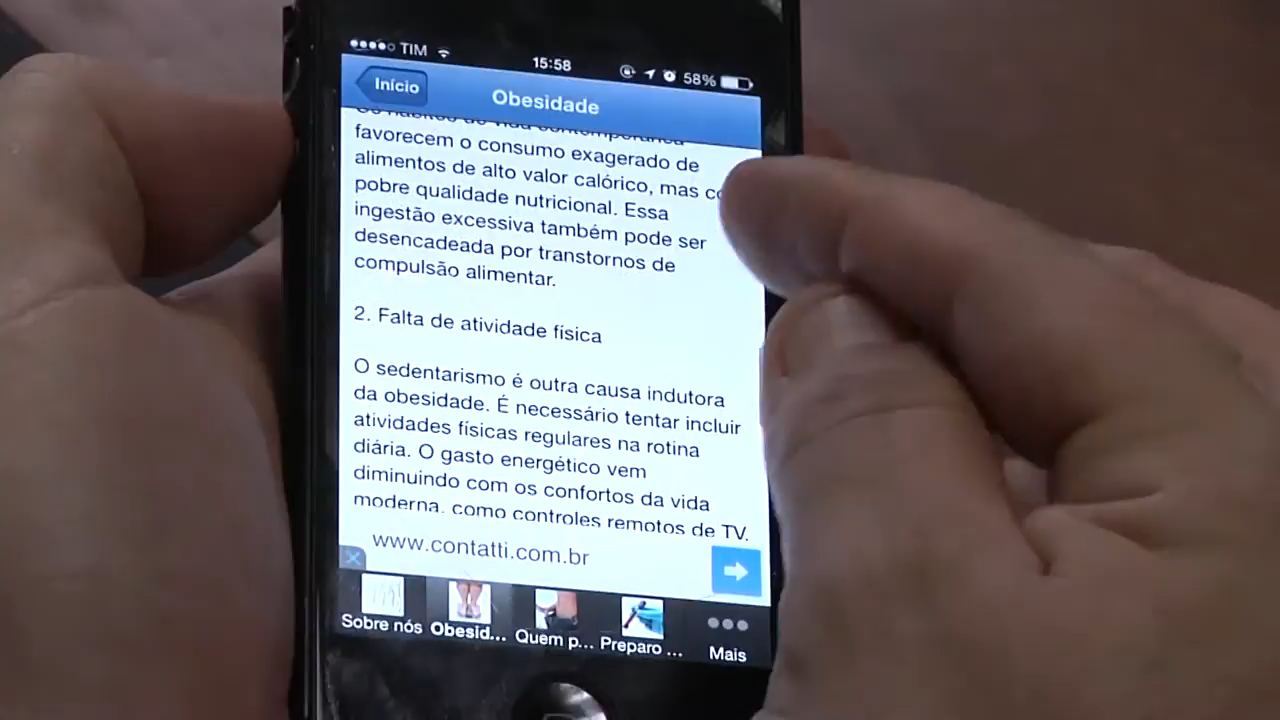 TIM 15:58 58%
Início Obesidade
favorecem o consumo exagerado de
alimentos de alto valor calórico, mas
pobre qualidade nutricional. Essa
ingestão excessiva também pode ser
desencadeada por transtornos de
compulsão alimentar.
2. Falta de atividade física
O sedentarismo é outra causa indutora
da obesidade. É necessário tentar incluir
atividades físicas regulares na rotina
diária. O gasto energético vem
diminuindo com os confortos da vida
moderna, como controles remotos de TV,
www.contatti.com.br
Sobre nós Obesid... Quem p... Preparo ... Mais